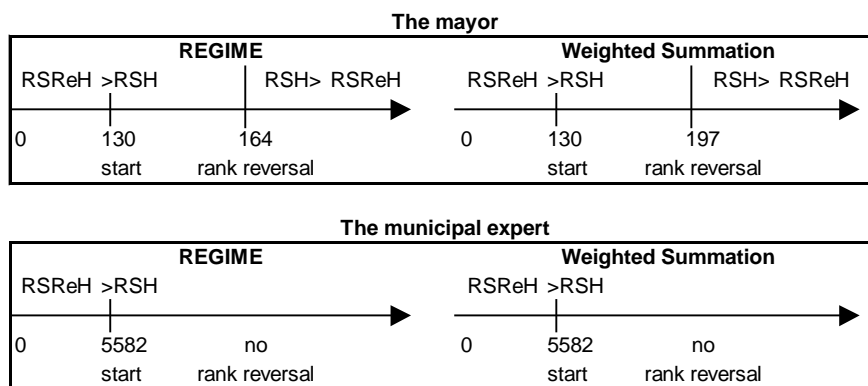 The mayor
REGIME Weighted Summation
RSReH >RSH RSH> RSReH RSReH >RSH RSH> RSReH
0 130 164 0 130 197
start rank reversal start rank reversal
The municipal expert
REGIME Weighted Summation
RSReH >RSH RSReH >RSH
0 5582 no 0 5582 no
start rank reversal start rank reversal